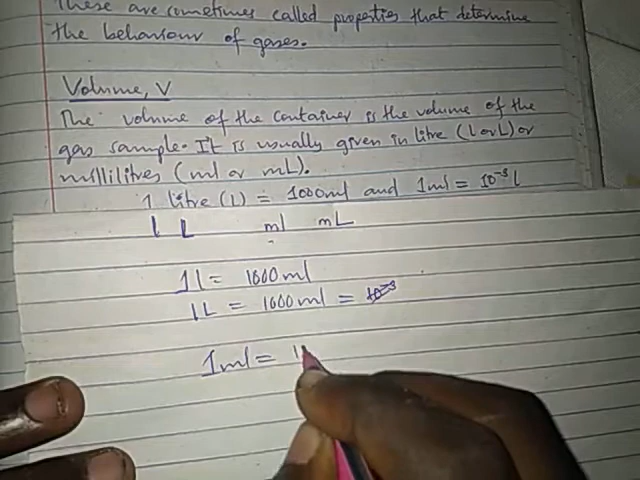 These are sometimes called properties that determine
the behaviour of gases.
Volume, V
The volume of the container is the volume of the
gas sample. It is usually given in litre (l or L) or
millilitres (ml or mL).
1 litre (L) = 1000ml and 1ml = 10⁻³ l
l L ml mL
1l = 1000ml
1L = 1000ml =
1ml =